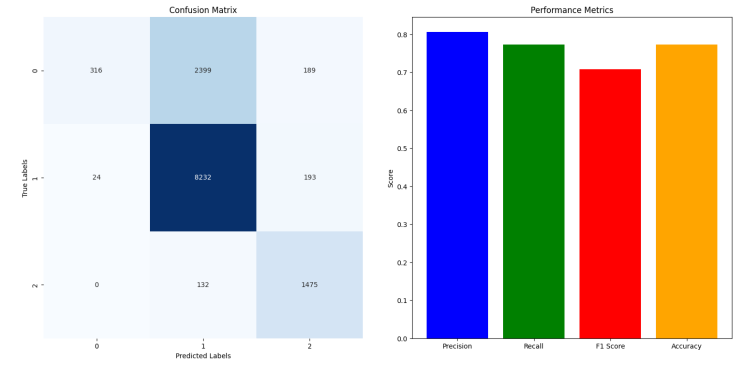 Confusion Matrix
0
316
2399
189
1
24
8232
193
2
0
132
1475
0
1
2
True Labels
Predicted Labels
Performance Metrics
0.8
0.7
0.6
0.5
0.4
0.3
0.2
0.1
0.0
Score
Precision
Recall
F1 Score
Accuracy